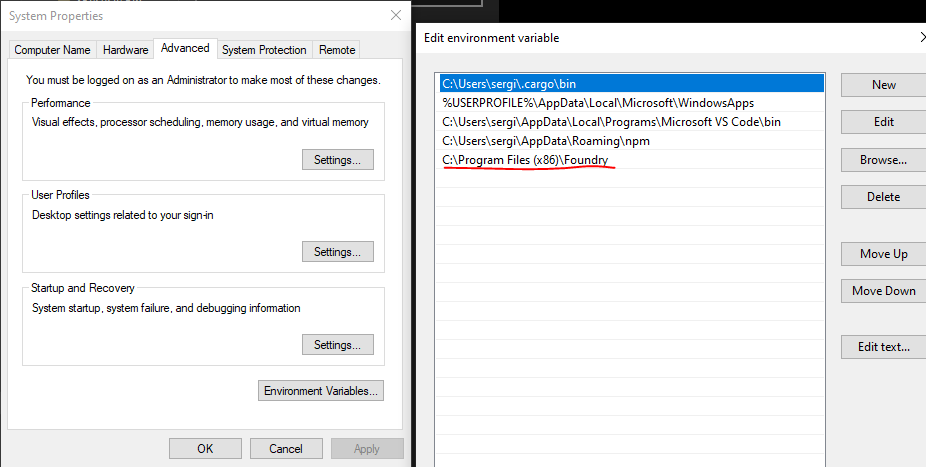 System Properties
Computer Name
Hardware
Advanced
System Protection
Remote
You must be logged on as an Administrator to make most of these changes.
Performance
Visual effects, processor scheduling, memory usage, and virtual memory
Settings...
User Profiles
Desktop settings related to your sign-in
Settings...
Startup and Recovery
System startup, system failure, and debugging information
Settings...
Environment Variables...
OK
Cancel
Apply
Edit environment variable
C:\Users\sergi\.cargo\bin
%USERPROFILE%\AppData\Local\Microsoft\WindowsApps
C:\Users\sergi\AppData\Local\Programs\Microsoft VS Code\bin
C:\Users\sergi\AppData\Roaming\npm
C:\Program Files (x86)\Foundry
New
Edit
Browse...
Delete
Move Up
Move Down
Edit text...